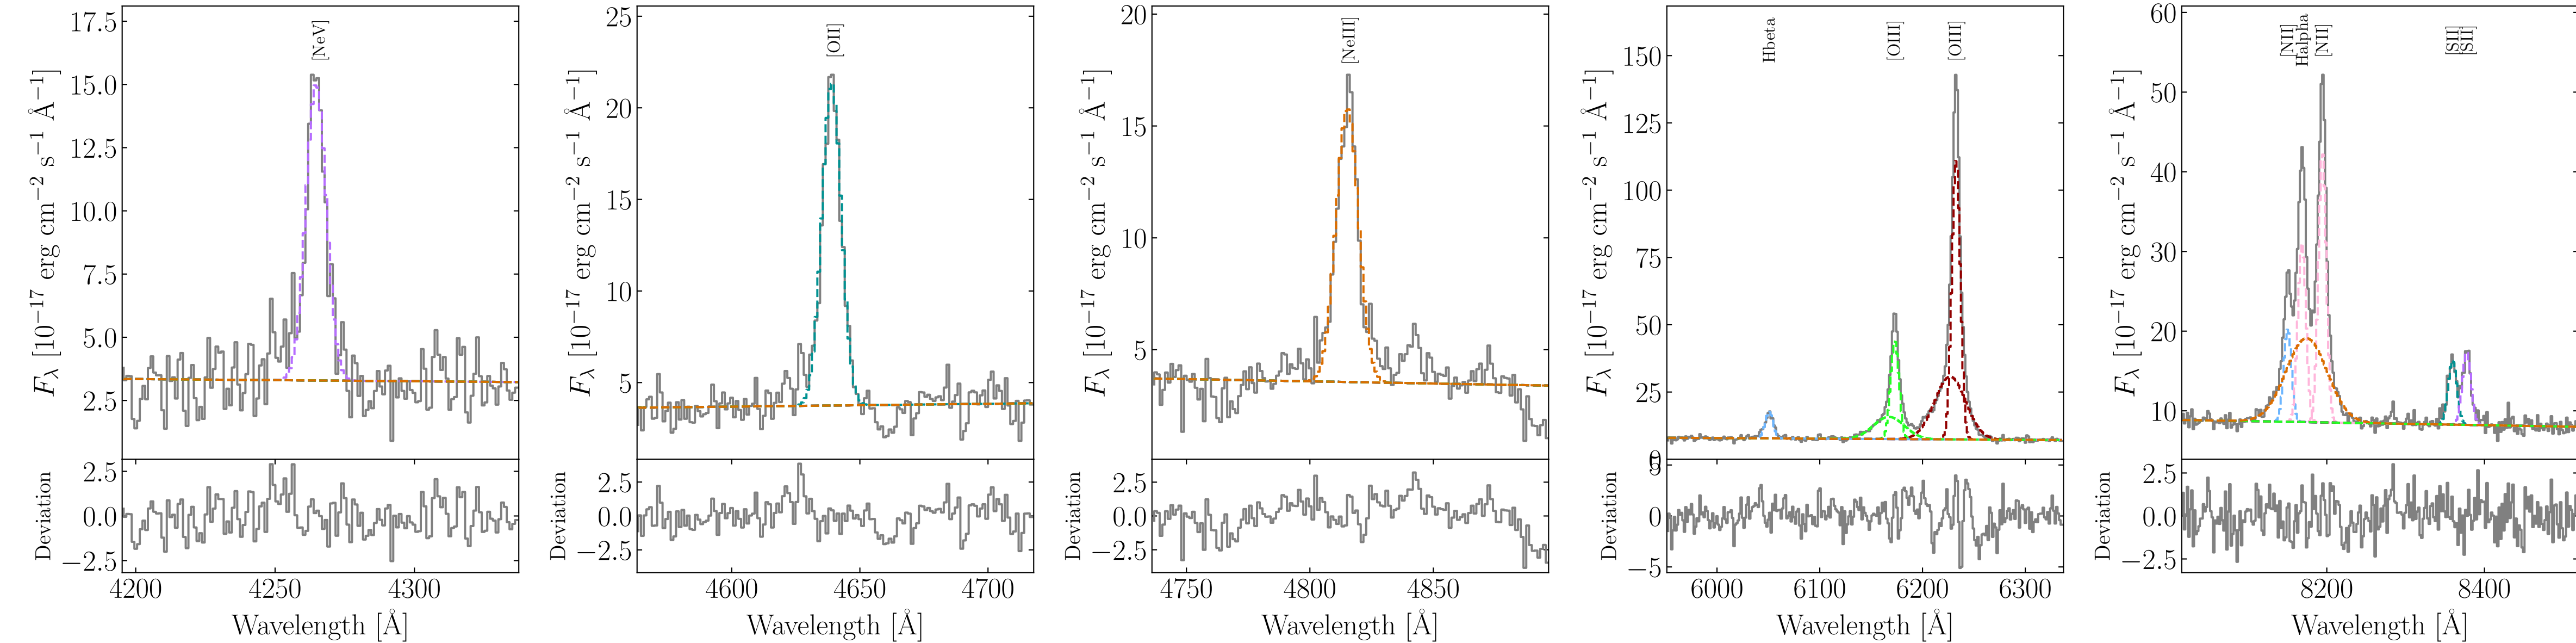 17.5
15.0
12.5
10.0
7.5
5.0
2.5
F_λ [10^−17 erg cm^−2 s^−1 Å^−1]
[NeV]
2.5
0.0
−2.5
Deviation
4200 4250 4300
Wavelength [Å]
25
20
15
10
5
F_λ [10^−17 erg cm^−2 s^−1 Å^−1]
[OII]
2.5
0.0
−2.5
Deviation
4600 4650 4700
Wavelength [Å]
20
15
10
5
F_λ [10^−17 erg cm^−2 s^−1 Å^−1]
[NeIII]
2.5
0.0
−2.5
Deviation
4750 4800 4850
Wavelength [Å]
150
125
100
75
50
25
0
F_λ [10^−17 erg cm^−2 s^−1 Å^−1]
Hbeta
[OIII]
[OIII]
5
0
−5
Deviation
6000 6100 6200 6300
Wavelength [Å]
60
50
40
30
20
10
F_λ [10^−17 erg cm^−2 s^−1 Å^−1]
[NII]
Halpha
[NII]
[SII]
[SII]
2.5
0.0
−2.5
Deviation
8200 8400
Wavelength [Å]